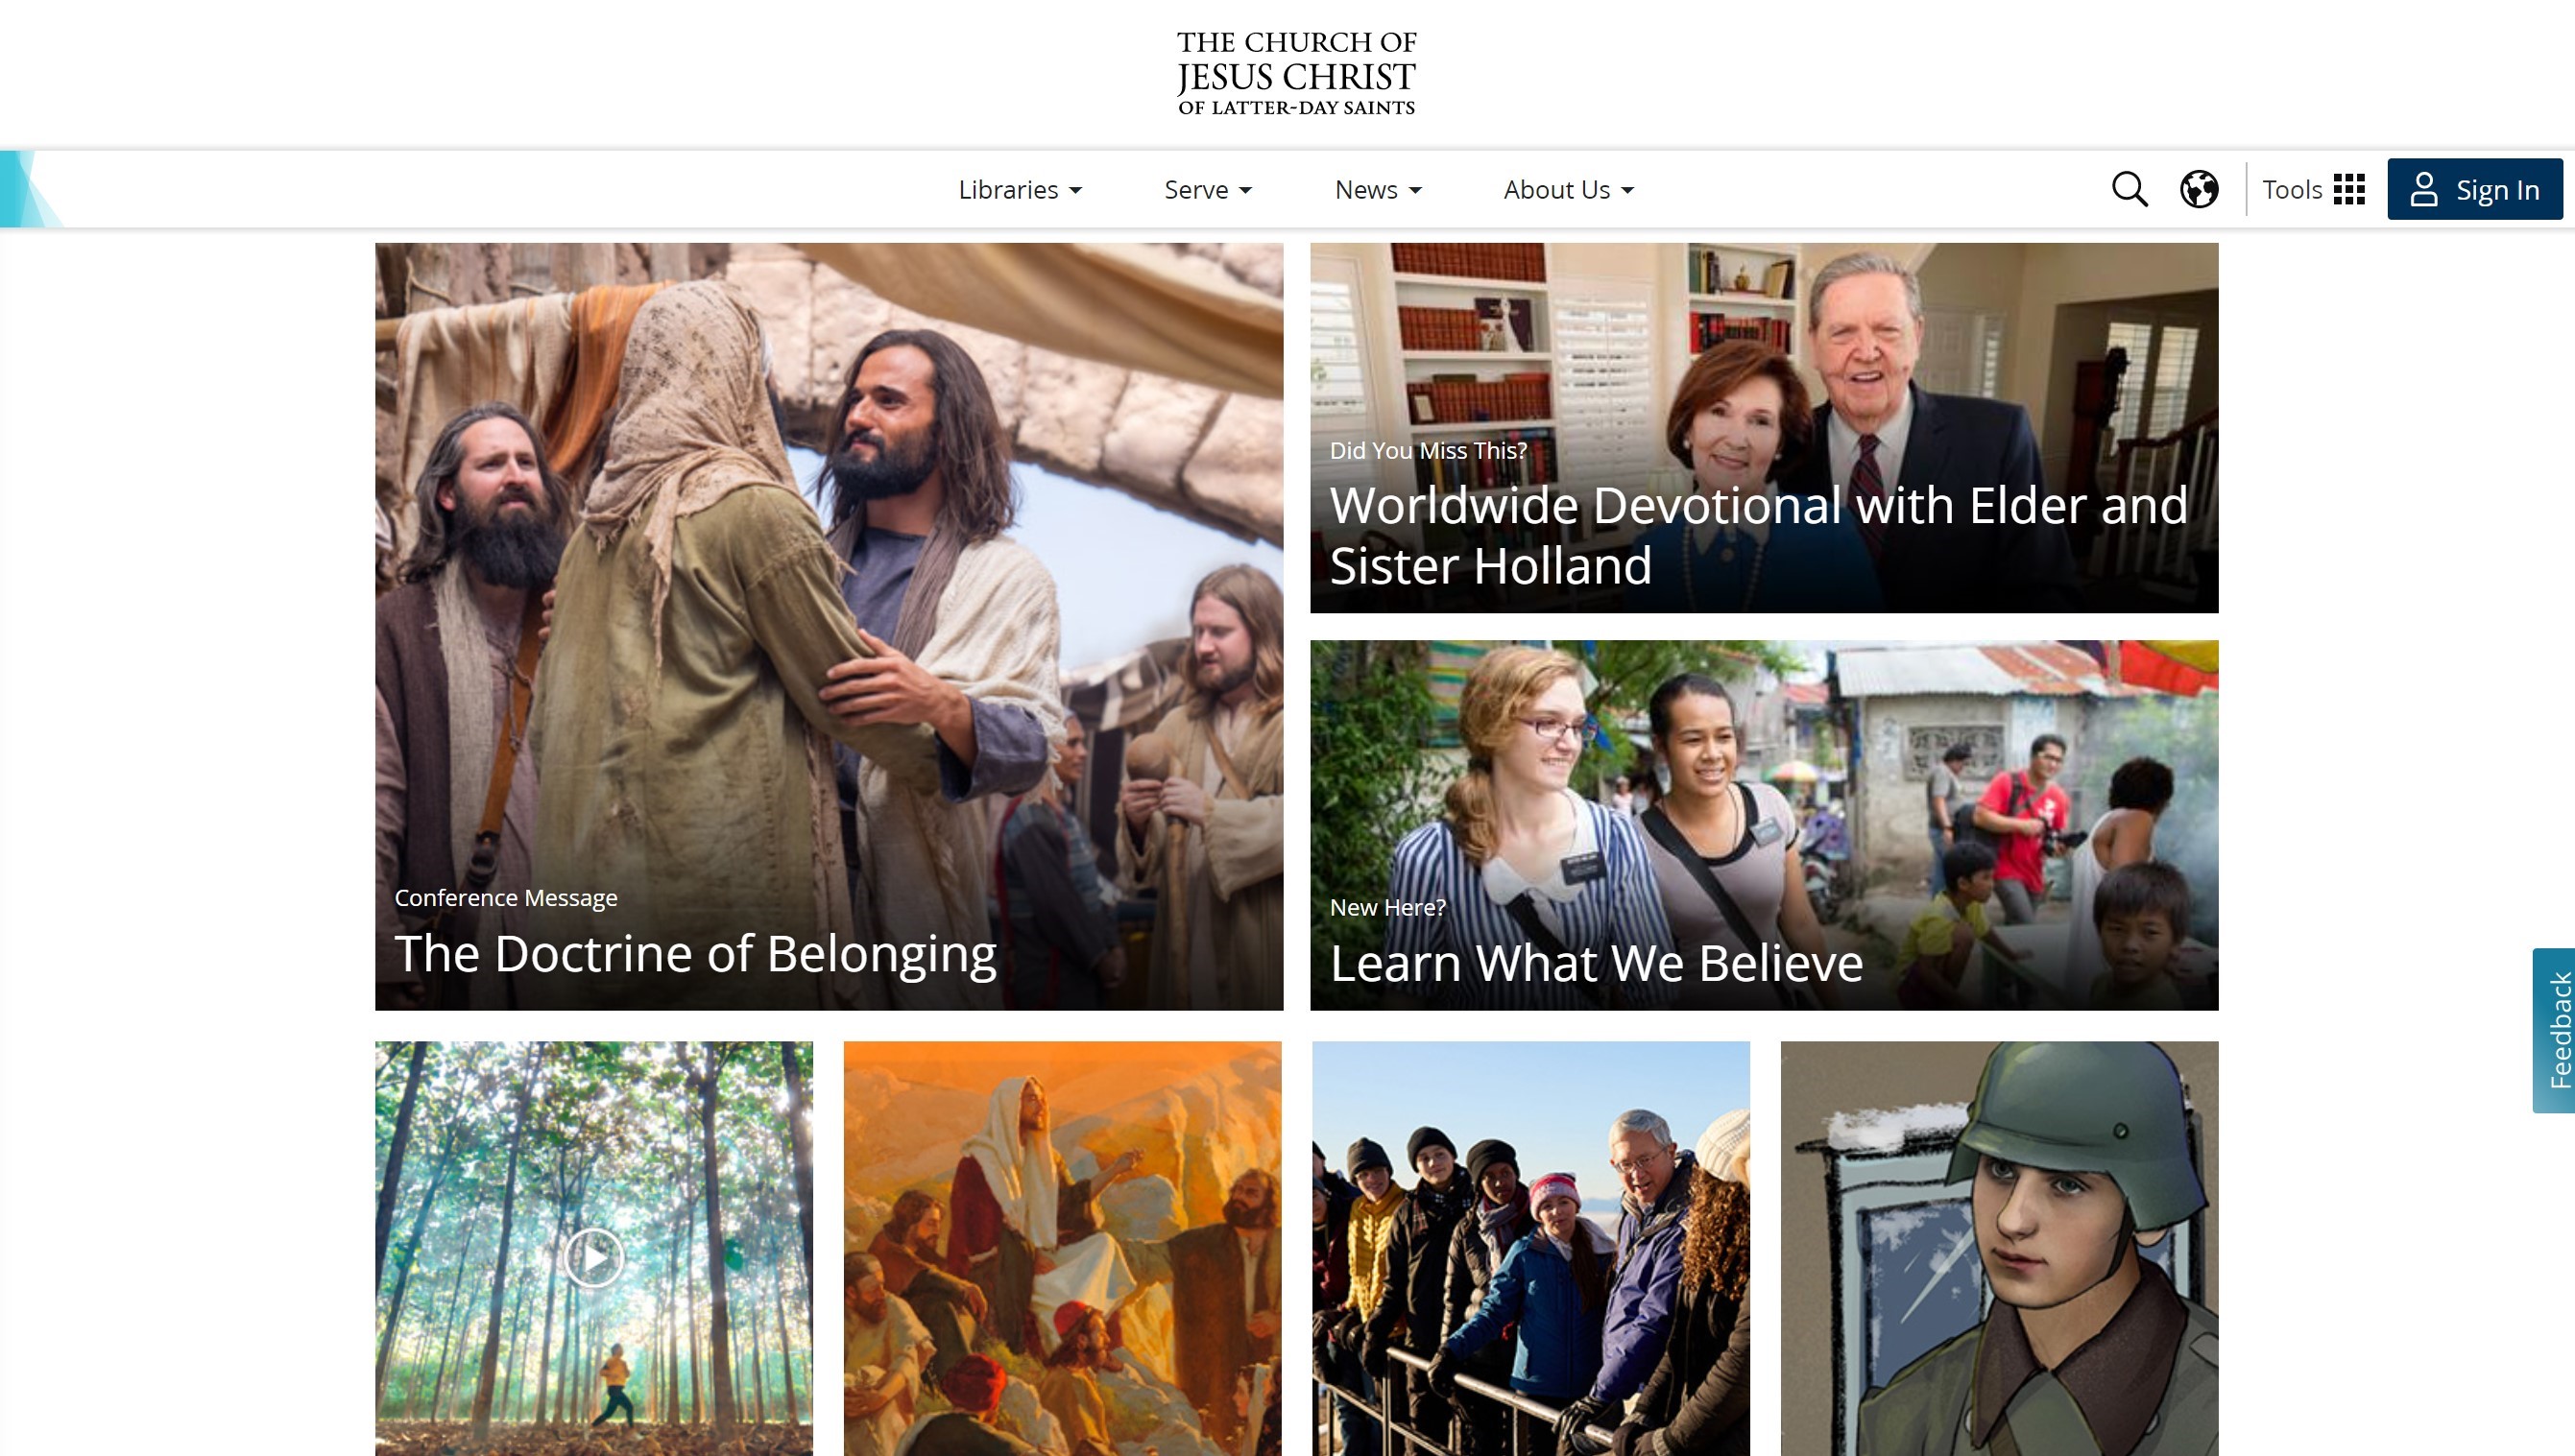 THE CHURCH OF
JESUS CHRIST
OF LATTER-DAY SAINTS
Libraries
Serve
News
About Us
Tools
Sign In
Conference Message
The Doctrine of Belonging
Did You Miss This?
Worldwide Devotional with Elder and
Sister Holland
New Here?
Learn What We Believe
Feedback